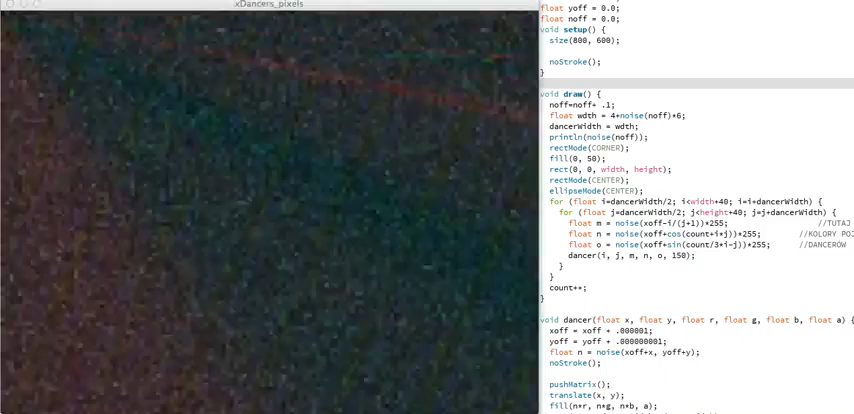 xDancers_pixels
float yoff = 0.0;
float noff = 0.0;
void setup() {
size(800, 600);
noStroke();
}
void draw() {
noff=noff+ .1;
float wdth = 4+noise(noff)*6;
dancerWidth = wdth;
println(noise(noff));
rectMode(CORNER);
fill(0, 50);
rect(0, 0, width, height);
rectMode(CENTER);
ellipseMode(CENTER);
for (float i=dancerWidth/2; i<width+40; i=i+dancerWidth) {
for (float j=dancerWidth/2; j<height+40; j=j+dancerWidth) {
float m = noise(xoff-i/(j+1))*255; //TUTAJ
float n = noise(xoff+cos(count+i*j))*255; //KOLORY POJ
float o = noise(xoff+sin(count/3*i-j))*255; //DANCERÓW
dancer(i, j, m, n, o, 150);
}
}
count++;
}
void dancer(float x, float y, float r, float g, float b, float a) {
xoff = xoff + .000001;
yoff = yoff + .000000001;
float n = noise(xoff+x, yoff+y);
noStroke();
pushMatrix();
translate(x, y);
fill(n*r, n*g, n*b, a);